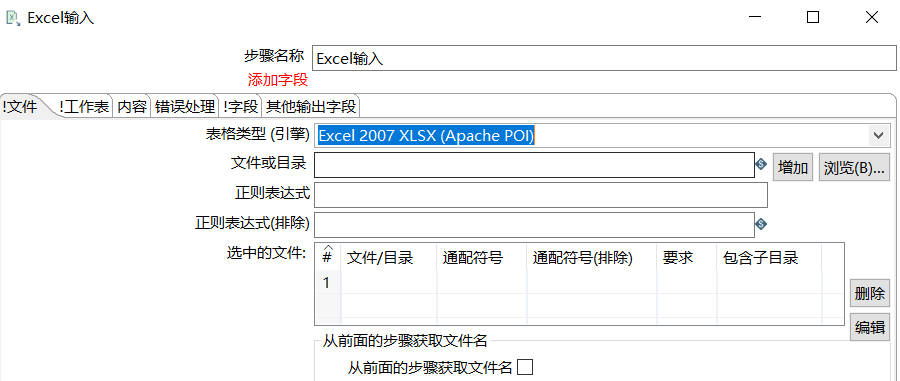 Excel输入
步骤名称 Excel输入
添加字段
!文件 !工作表 内容 错误处理 !字段 其他输出字段
表格类型 (引擎) Excel 2007 XLSX (Apache POI)
文件或目录 增加 浏览(B)...
正则表达式
正则表达式(排除)
选中的文件: # 文件/目录 通配符号 通配符号(排除) 要求 包含子目录
1
删除
编辑
从前面的步骤获取文件名
从前面的步骤获取文件名